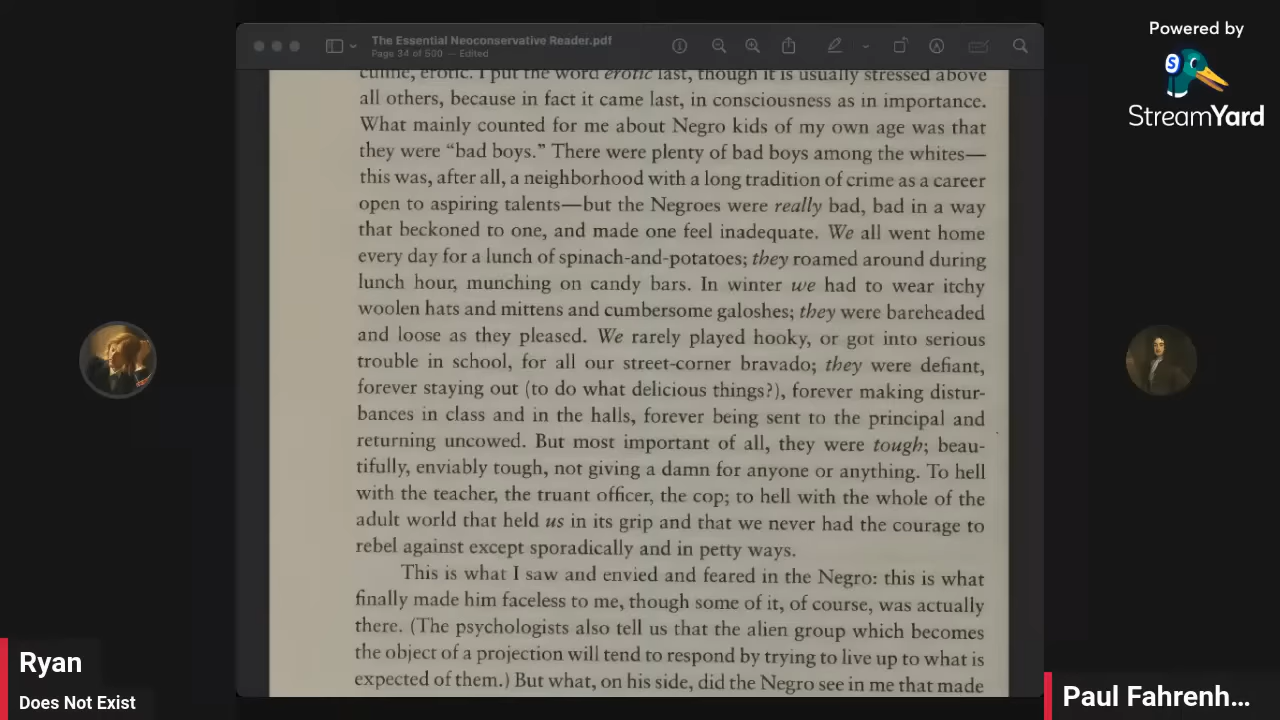 Powered by
StreamYard
The Essential Neoconservative Reader.pdf
Page 34 of 500 — Edited
cuffie, erotic. I put the word erotic last, though it is usually stressed above
all others, because in fact it came last, in consciousness as in importance.
What mainly counted for me about Negro kids of my own age was that
they were “bad boys.” There were plenty of bad boys among the whites—
this was, after all, a neighborhood with a long tradition of crime as a career
open to aspiring talents—but the Negroes were really bad, bad in a way
that beckoned to one, and made one feel inadequate. We all went home
every day for a lunch of spinach-and-potatoes; they roamed around during
lunch hour, munching on candy bars. In winter we had to wear itchy
woolen hats and mittens and cumbersome galoshes; they were bareheaded
and loose as they pleased. We rarely played hooky, or got into serious
trouble in school, for all our street-corner bravado; they were defiant,
forever staying out (to do what delicious things?), forever making distur-
bances in class and in the halls, forever being sent to the principal and
returning uncowed. But most important of all, they were tough; beau-
tifully, enviably tough, not giving a damn for anyone or anything. To hell
with the teacher, the truant officer, the cop; to hell with the whole of the
adult world that held us in its grip and that we never had the courage to
rebel against except sporadically and in petty ways.
This is what I saw and envied and feared in the Negro: this is what
finally made him faceless to me, though some of it, of course, was actually
there. (The psychologists also tell us that the alien group which becomes
the object of a projection will tend to respond by trying to live up to what is
expected of them.) But what, on his side, did the Negro see in me that made
Ryan
Does Not Exist
Paul Fahrenh...